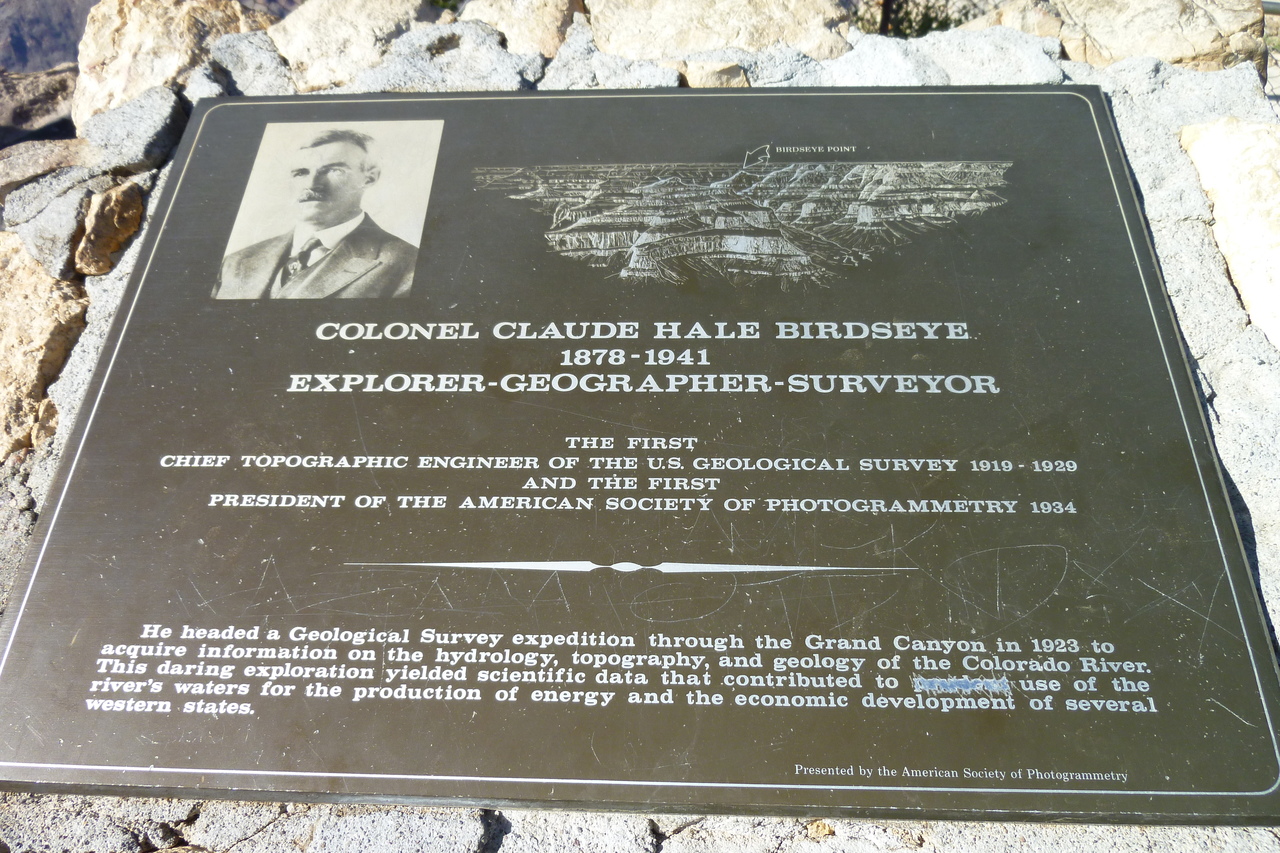 BIRDSEYE POINT
COLONEL CLAUDE HALE BIRDSEYE
1878-1941
EXPLORER-GEOGRAPHER-SURVEYOR
THE FIRST
CHIEF TOPOGRAPHIC ENGINEER OF THE U.S. GEOLOGICAL SURVEY 1919-1929
AND THE FIRST
PRESIDENT OF THE AMERICAN SOCIETY OF PHOTOGRAMMETRY 1934
He headed a Geological Survey expedition through the Grand Canyon in 1923 to
acquire information on the hydrology, topography, and geology of the Colorado River.
This daring exploration yielded scientific data that contributed to use of the
river's waters for the production of energy and the economic development of several
western states.
Presented by the American Society of Photogrammetry